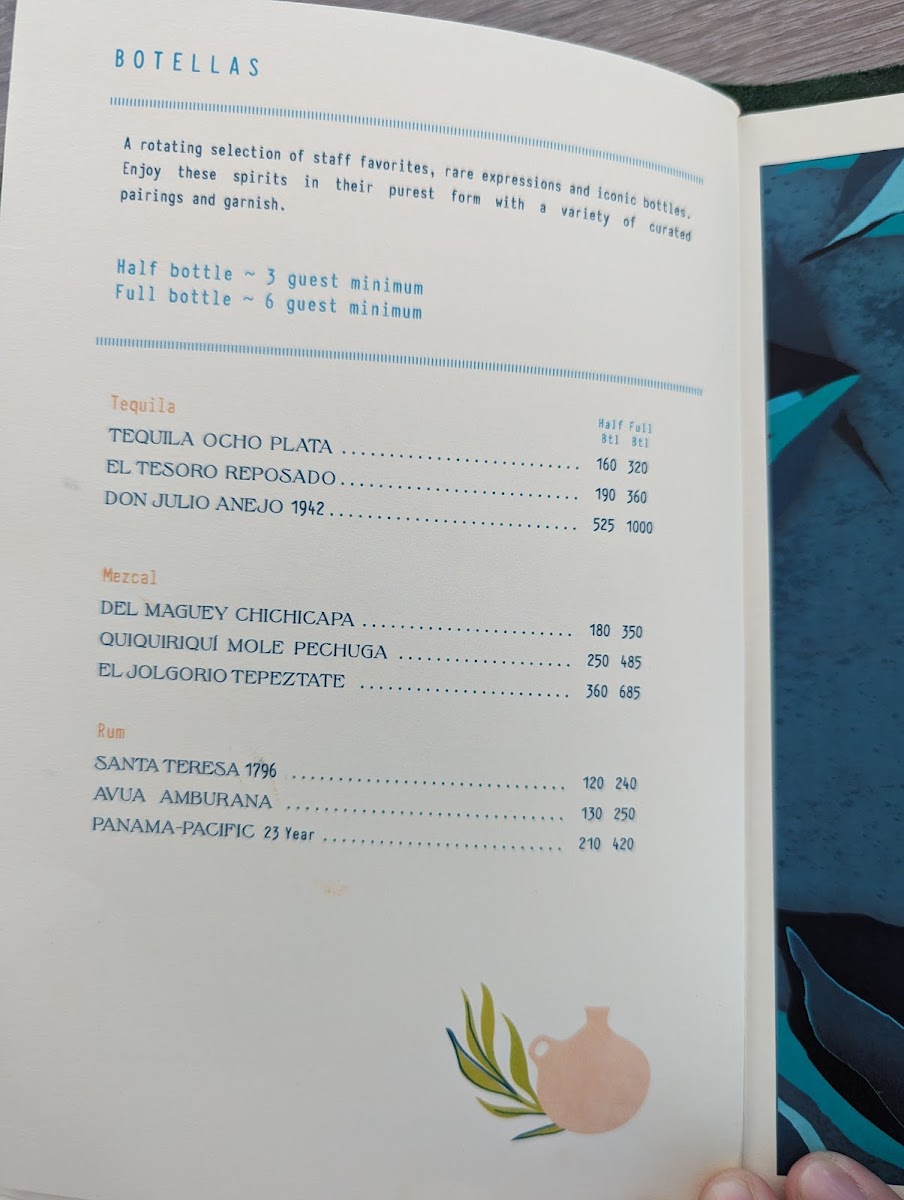 BOTELLAS
A rotating selection of staff favorites, rare expressions and iconic bottles.
Enjoy these spirits in their purest form with a variety of curated
pairings and garnish.
Half bottle ~ 3 guest minimum
Full bottle ~ 6 guest minimum
Tequila
Half Full
Btl Btl
TEQUILA OCHO PLATA ........................... 160 320
EL TESORO REPOSADO........................... 190 360
DON JULIO ANEJO 1942............................ 525 1000
Mezcal
DEL MAGUEY CHICHICAPA ........................ 180 350
QUIQUIRIQUÍ MOLE PECHUGA ................... 250 485
EL JOLGORIO TEPEZTATE ....................... 360 685
Rum
SANTA TERESA 1796 ............................... 120 240
AVUA AMBURANA ............................... 130 250
PANAMA-PACIFIC 23 Year ........................... 210 420